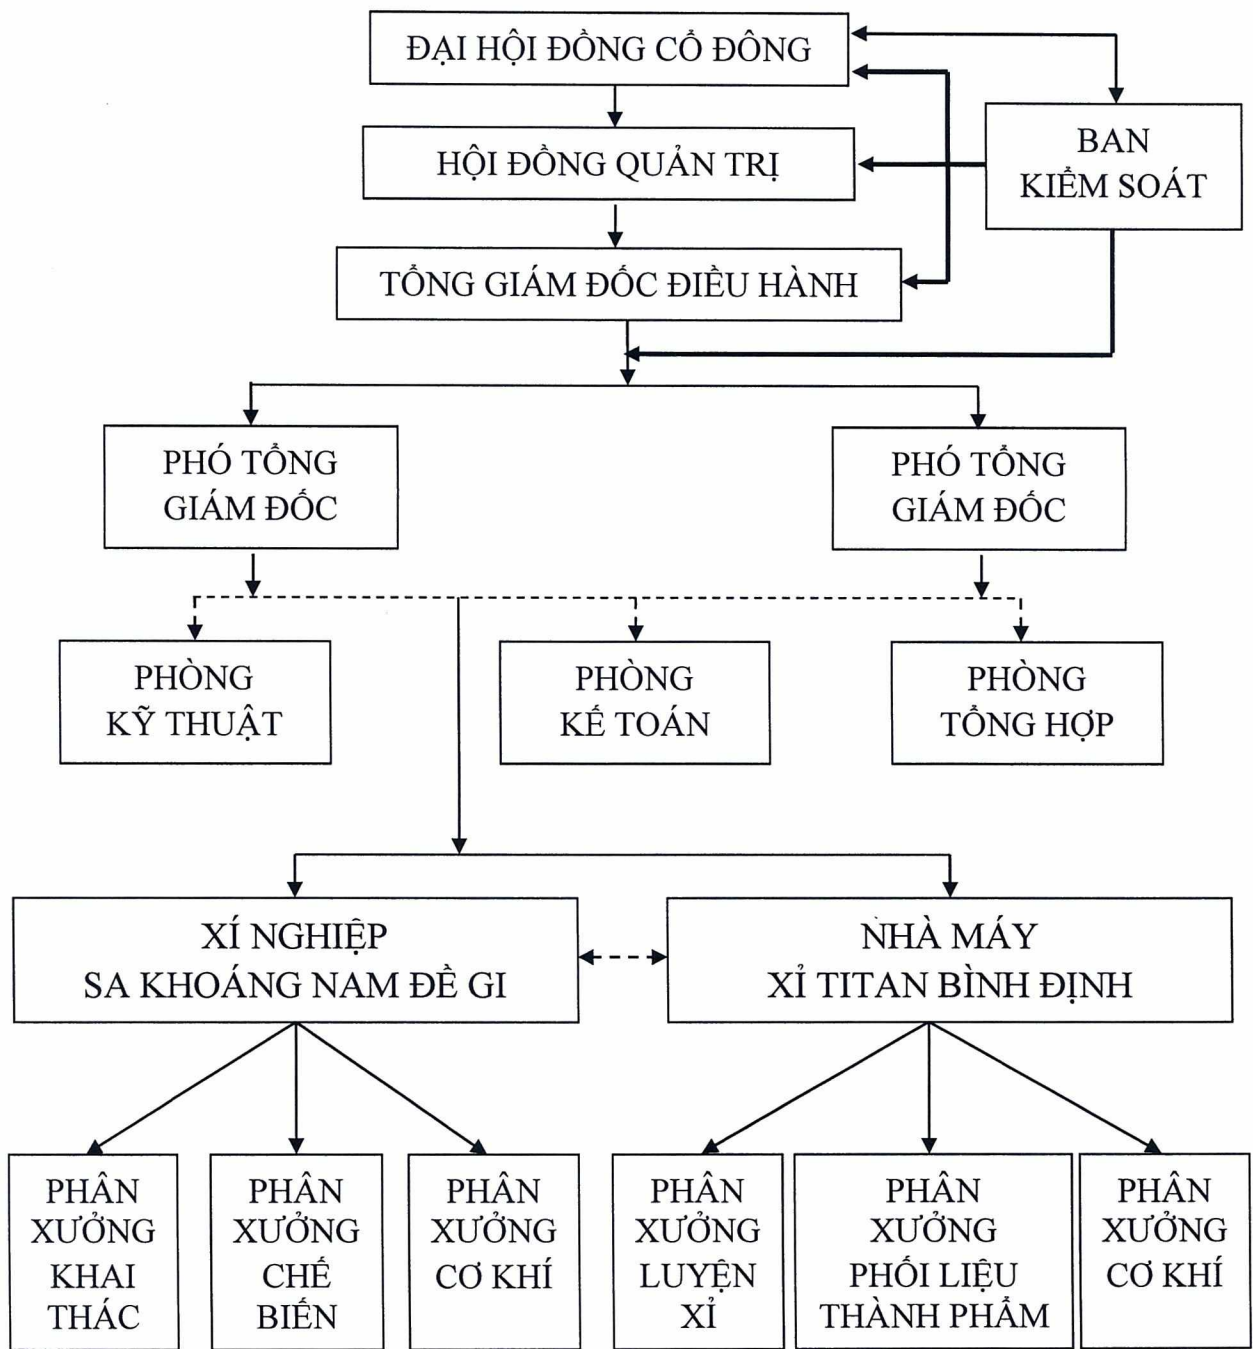 ĐẠI HỘI ĐỒNG CỔ ĐÔNG
HỘI ĐỒNG QUẢN TRỊ
BAN
KIỂM SOÁT
TỔNG GIÁM ĐỐC ĐIỀU HÀNH
PHÓ TỔNG
GIÁM ĐỐC
PHÓ TỔNG
GIÁM ĐỐC
PHÒNG
KỸ THUẬT
PHÒNG
KẾ TOÁN
PHÒNG
TỔNG HỢP
XÍ NGHIỆP
SA KHOÁNG NAM ĐỀ GI
NHÀ MÁY
XỈ TITAN BÌNH ĐỊNH
PHÂN
XƯỞNG
KHAI
THÁC
PHÂN
XƯỞNG
CHẾ
BIẾN
PHÂN
XƯỞNG
CƠ KHÍ
PHÂN
XƯỞNG
LUYỆN
XỈ
PHÂN
XƯỞNG
PHỐI LIỆU
THÀNH PHẨM
PHÂN
XƯỞNG
CƠ KHÍ